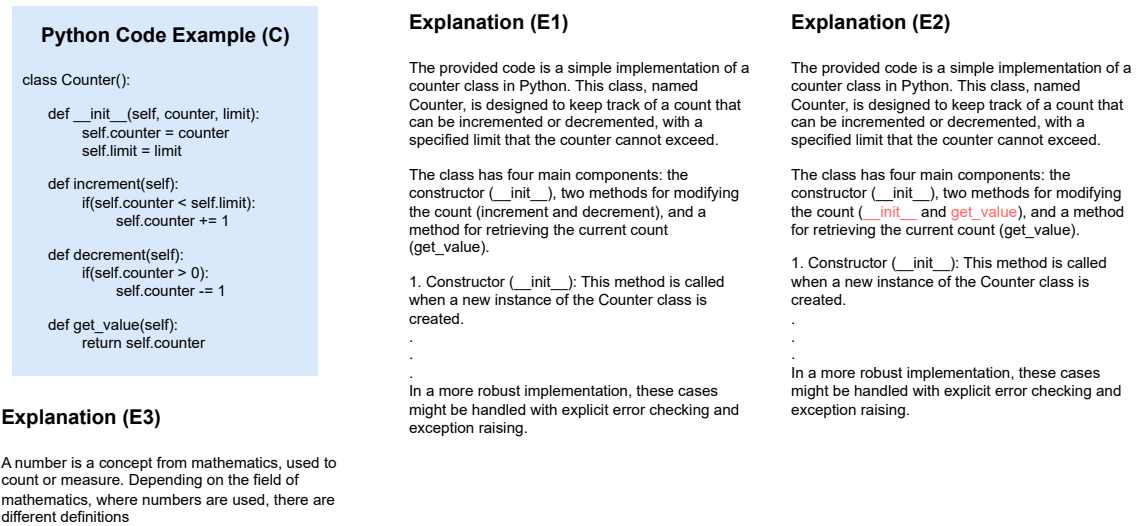 Python Code Example (C)
class Counter():
def __init__(self, counter, limit):
self.counter = counter
self.limit = limit
def increment(self):
if(self.counter < self.limit):
self.counter += 1
def decrement(self):
if(self.counter > 0):
self.counter -= 1
def get_value(self):
return self.counter
Explanation (E3)
A number is a concept from mathematics, used to
count or measure. Depending on the field of
mathematics, where numbers are used, there are
different definitions
Explanation (E1)
The provided code is a simple implementation of a
counter class in Python. This class, named
Counter, is designed to keep track of a count that
can be incremented or decremented, with a
specified limit that the counter cannot exceed.
The class has four main components: the
constructor (__init__), two methods for modifying
the count (increment and decrement), and a
method for retrieving the current count
(get_value).
1. Constructor (__init__): This method is called
when a new instance of the Counter class is
created.
.
.
.
In a more robust implementation, these cases
might be handled with explicit error checking and
exception raising.
Explanation (E2)
The provided code is a simple implementation of a
counter class in Python. This class, named
Counter, is designed to keep track of a count that
can be incremented or decremented, with a
specified limit that the counter cannot exceed.
The class has four main components: the
constructor (__init__), two methods for modifying
the count (__init__ and get_value), and a method
for retrieving the current count (get_value).
1. Constructor (__init__): This method is called
when a new instance of the Counter class is
created.
.
.
.
In a more robust implementation, these cases
might be handled with explicit error checking and
exception raising.